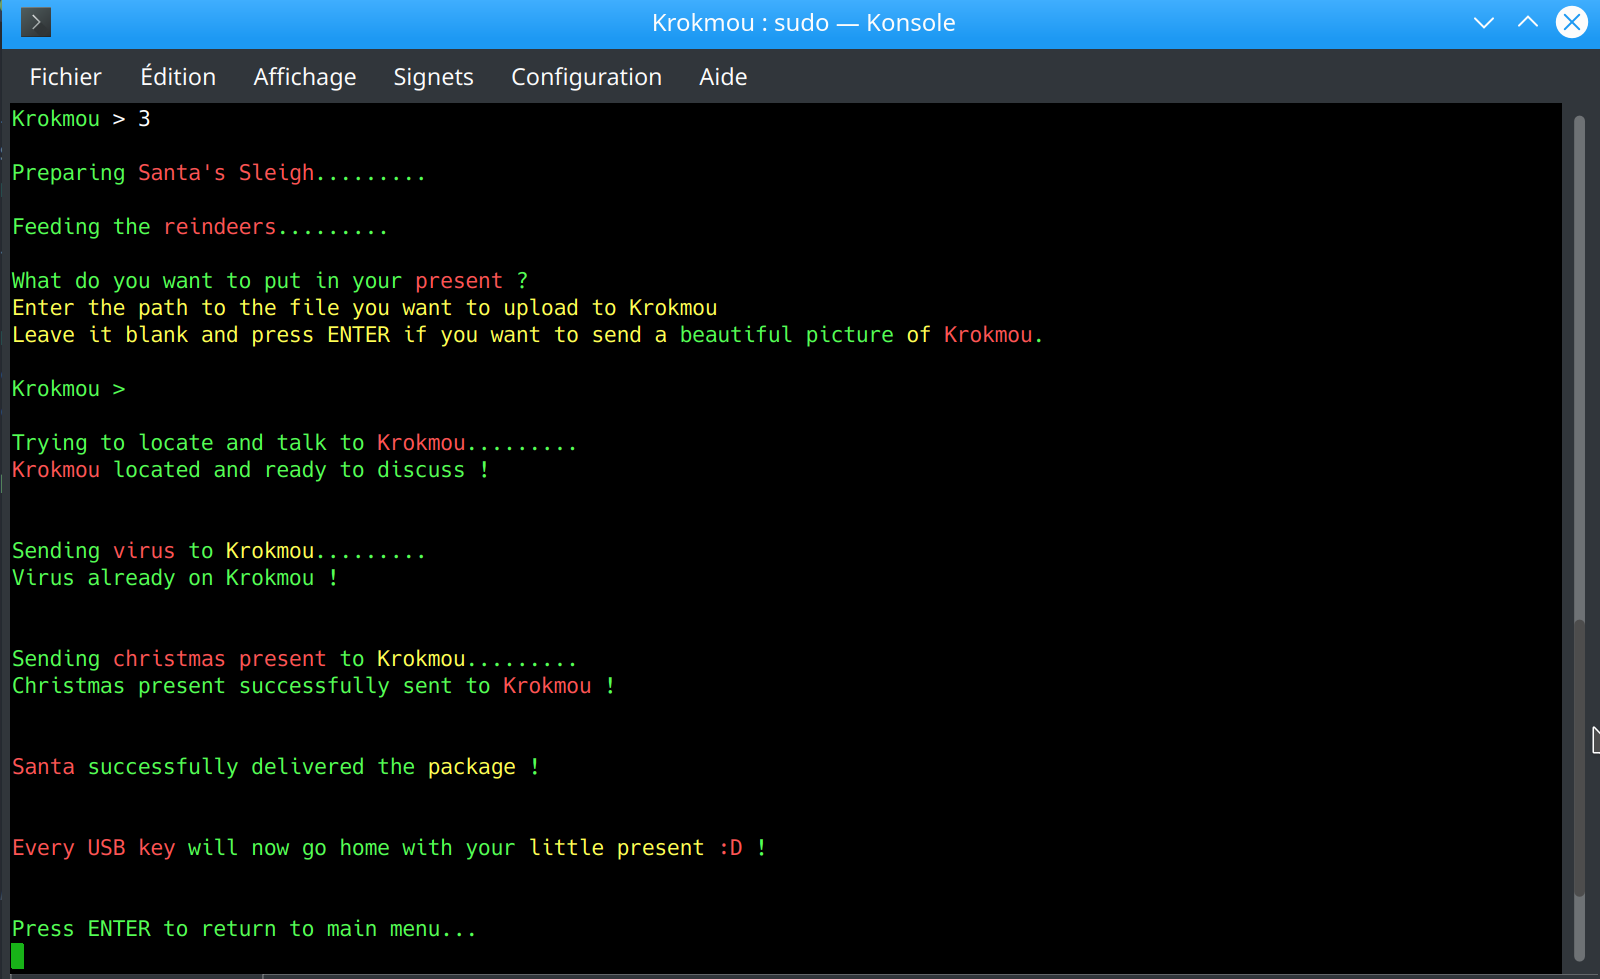 Krokmou : sudo — Konsole
Fichier Édition Affichage Signets Configuration Aide
Krokmou > 3
Preparing Santa's Sleigh.........
Feeding the reindeers.........
What do you want to put in your present ?
Enter the path to the file you want to upload to Krokmou
Leave it blank and press ENTER if you want to send a beautiful picture of Krokmou.
Krokmou >
Trying to locate and talk to Krokmou.........
Krokmou located and ready to discuss !
Sending virus to Krokmou.........
Virus already on Krokmou !
Sending christmas present to Krokmou.........
Christmas present successfully sent to Krokmou !
Santa successfully delivered the package !
Every USB key will now go home with your little present :D !
Press ENTER to return to main menu...